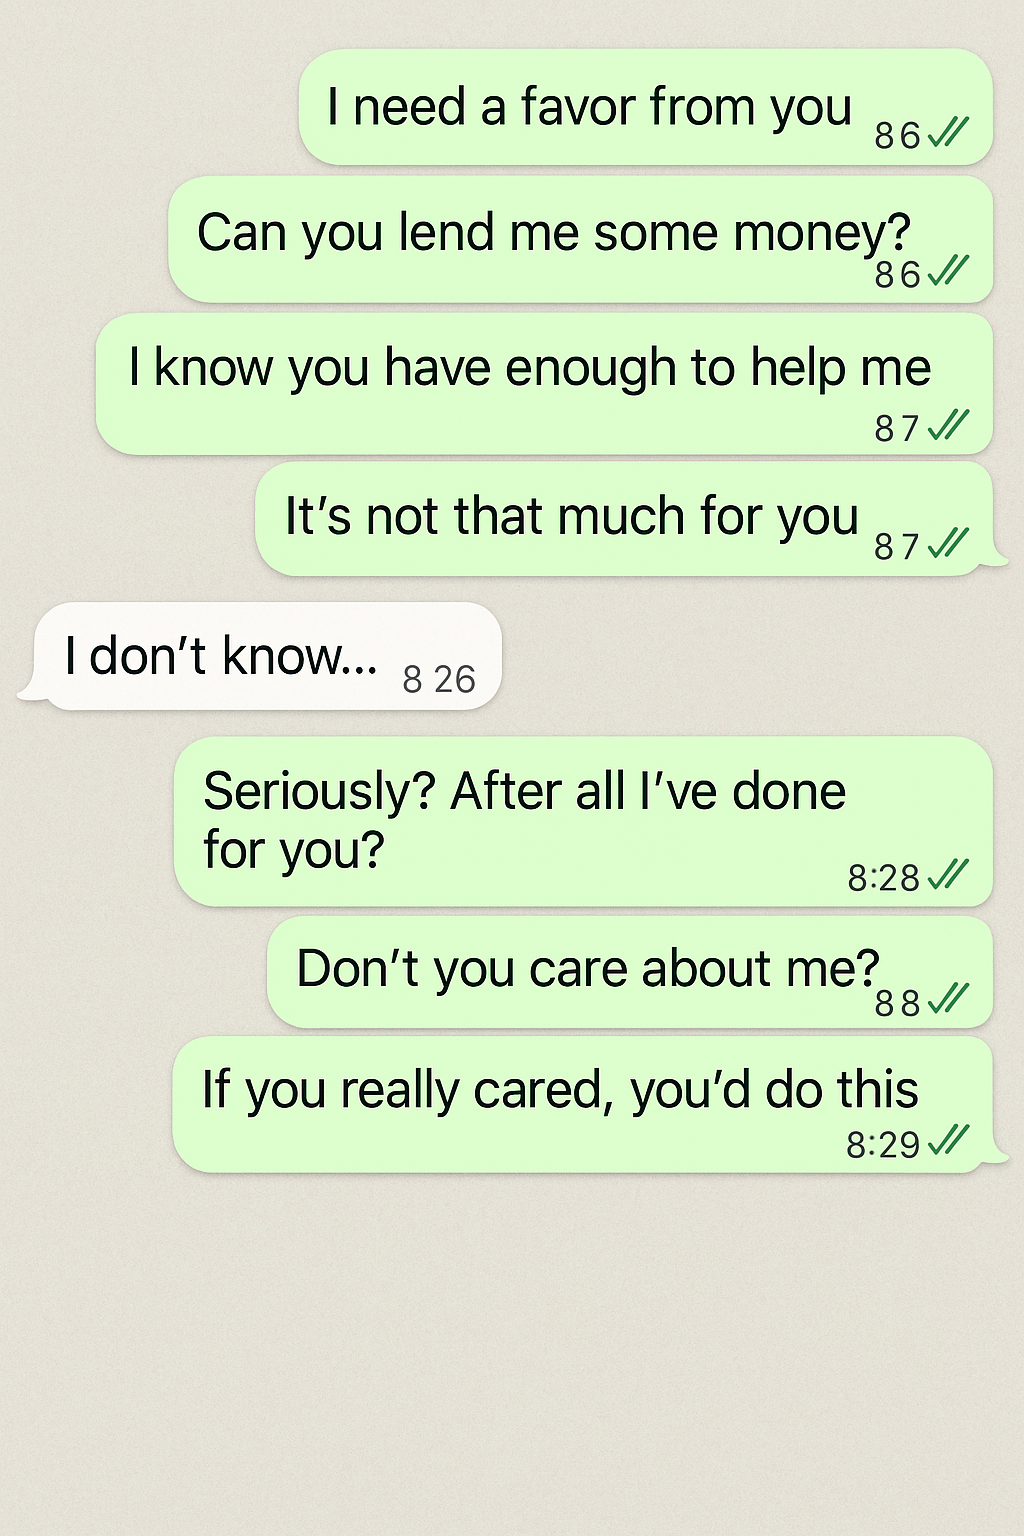 I need a favor from you
86
Can you lend me some money?
86
I know you have enough to help me
87
It’s not that much for you
87
I don’t know...
8 26
Seriously? After all I’ve done
for you?
8:28
Don’t you care about me?
88
If you really cared, you’d do this
8:29